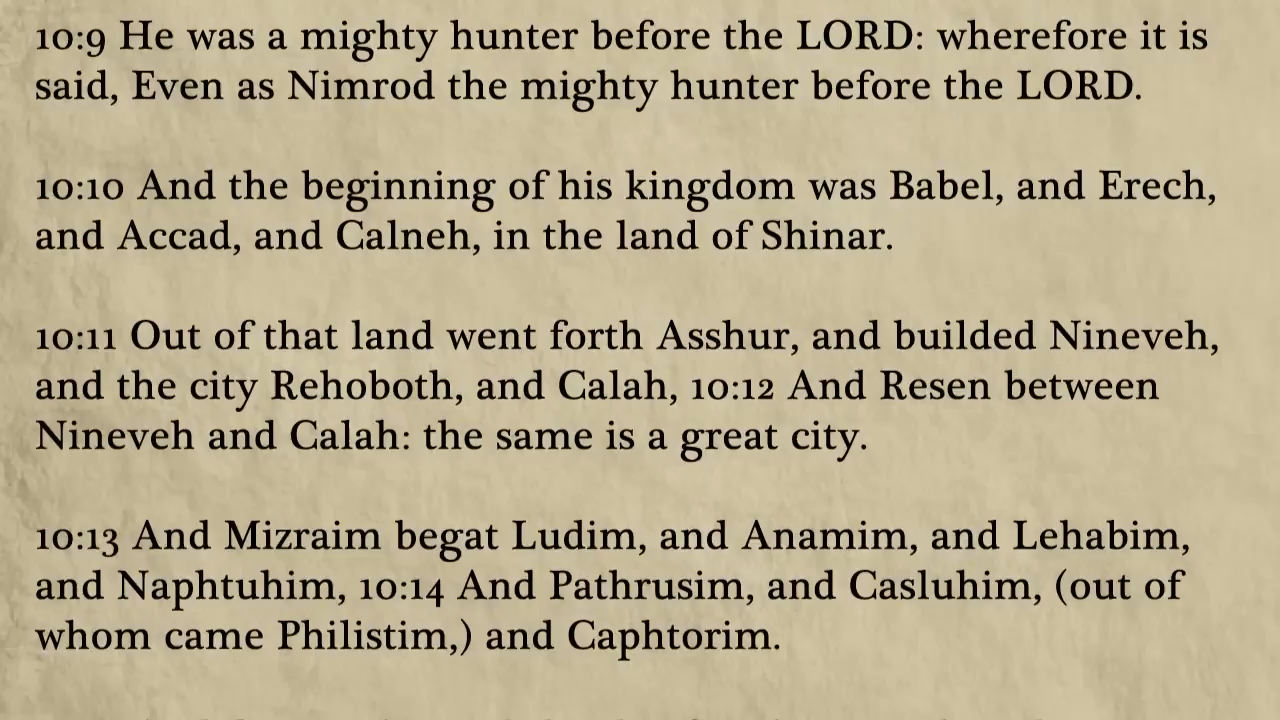 10:9 He was a mighty hunter before the LORD: wherefore it is
said, Even as Nimrod the mighty hunter before the LORD.
10:10 And the beginning of his kingdom was Babel, and Erech,
and Accad, and Calneh, in the land of Shinar.
10:11 Out of that land went forth Asshur, and builded Nineveh,
and the city Rehoboth, and Calah, 10:12 And Resen between
Nineveh and Calah: the same is a great city.
10:13 And Mizraim begat Ludim, and Anamim, and Lehabim,
and Naphtuhim, 10:14 And Pathrusim, and Casluhim, (out of
whom came Philistim,) and Caphtorim.